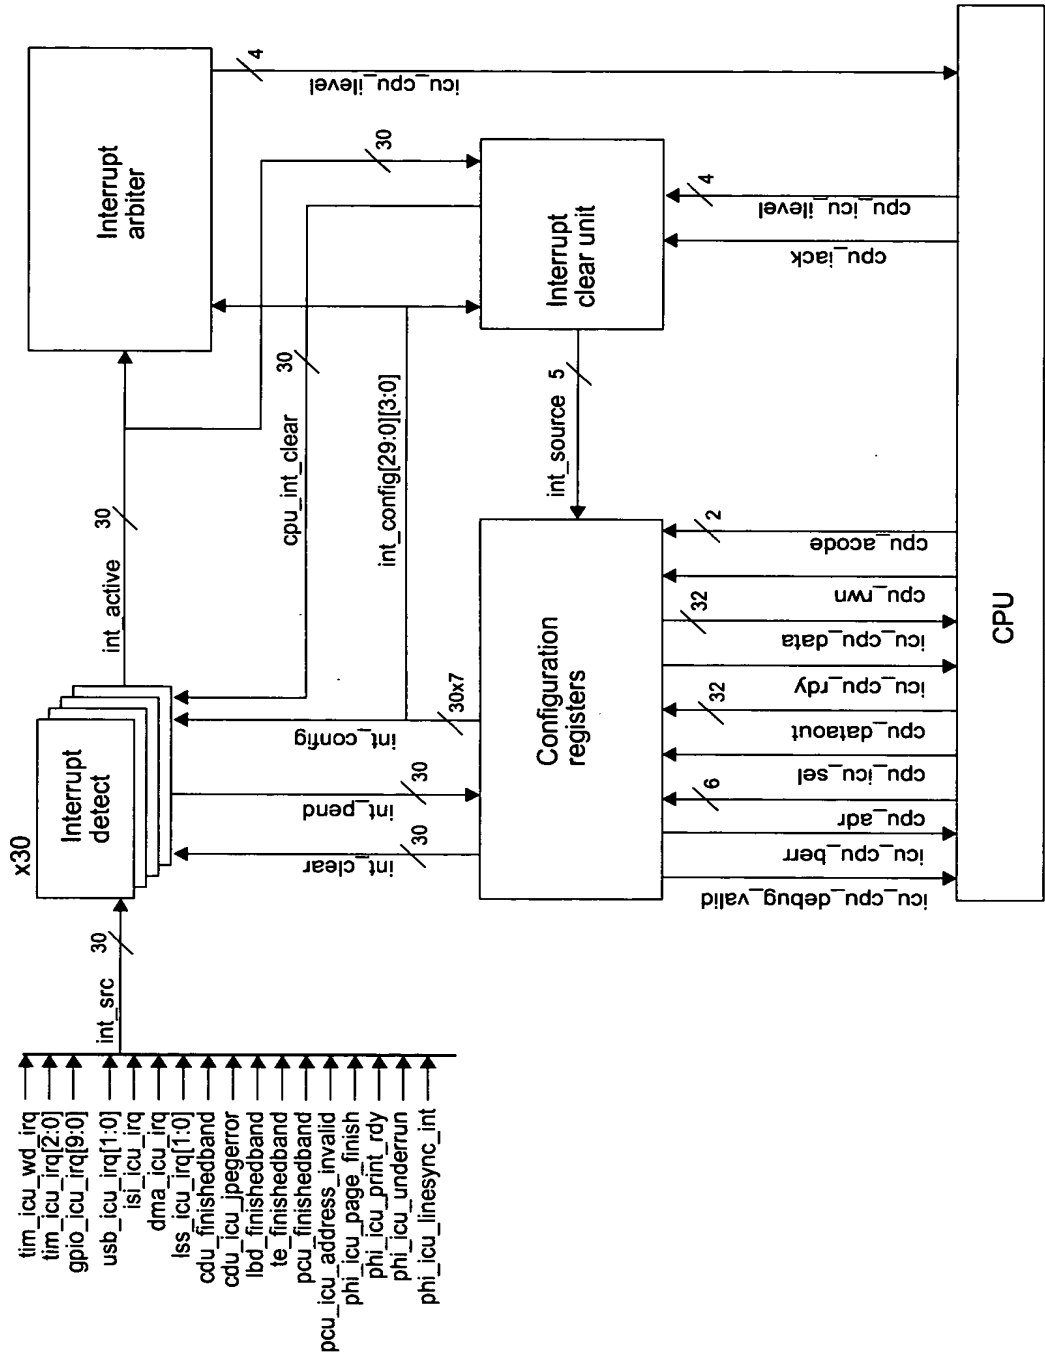 tim_icu_wd_irq
tim_icu_irq[2:0]
gpio_icu_irq[9:0]
usb_icu_irq[1:0]
isi_icu_irq
dma_icu_irq
lss_icu_irq[1:0]
cdu_finishedband
cdu_icu_jpegerror
lbd_finishedband
te_finishedband
pcu_finishedband
pcu_icu_address_invalid
phi_icu_page_finish
phi_icu_print_rdy
phi_icu_underrun
phi_icu_linesync_int
int_src
30
x30
Interrupt
detect
int_active
30
Interrupt
arbiter
4
icu_cpu_ilevel
30
cpu_int_clear
30
int_config[29:0][3:0]
int_clear
30
int_pend
30
int_config
30x7
Configuration
registers
int_source
5
Interrupt
clear unit
cpu_iack
cpu_icu_ilevel
4
icu_cpu_debug_valid
icu_cpu_berr
cpu_adr
6
cpu_icu_sel
cpu_dataout
32
icu_cpu_rdy
icu_cpu_data
32
cpu_rwn
cpu_acode
2
CPU